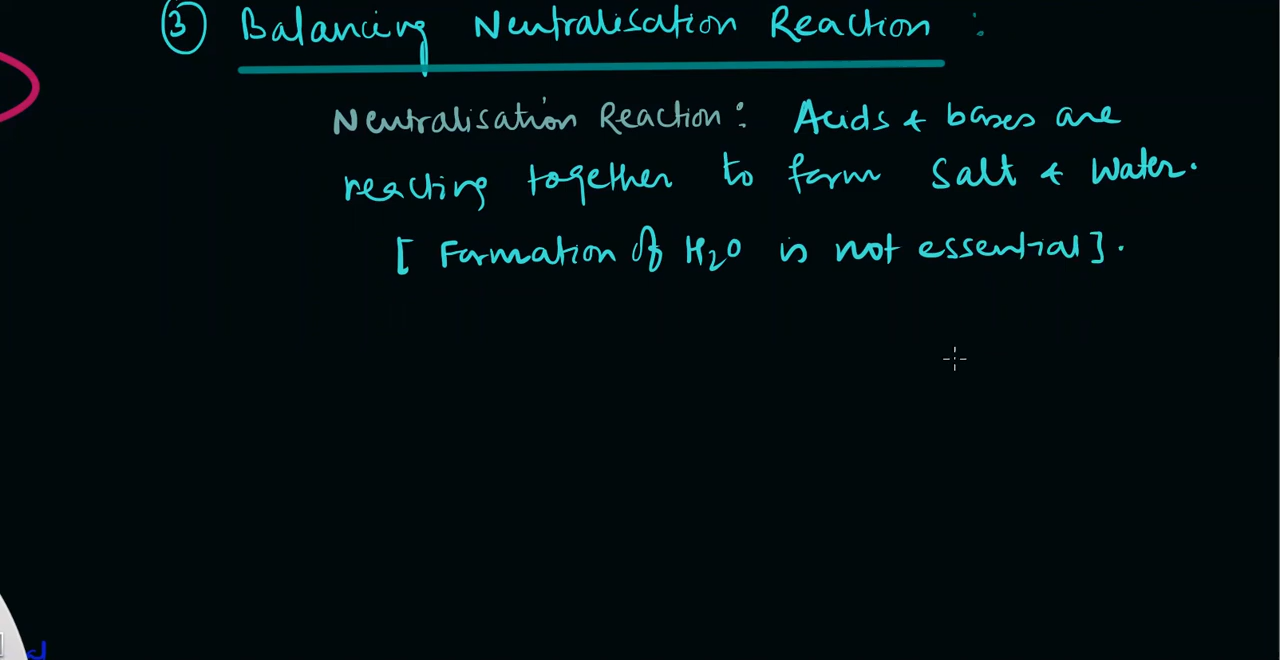 ③ Balancing Neutralisation Reaction :
Neutralisation Reaction : Acids & bases are
reacting together to form Salt & Water.
[ Formation of H₂O is not essential ].